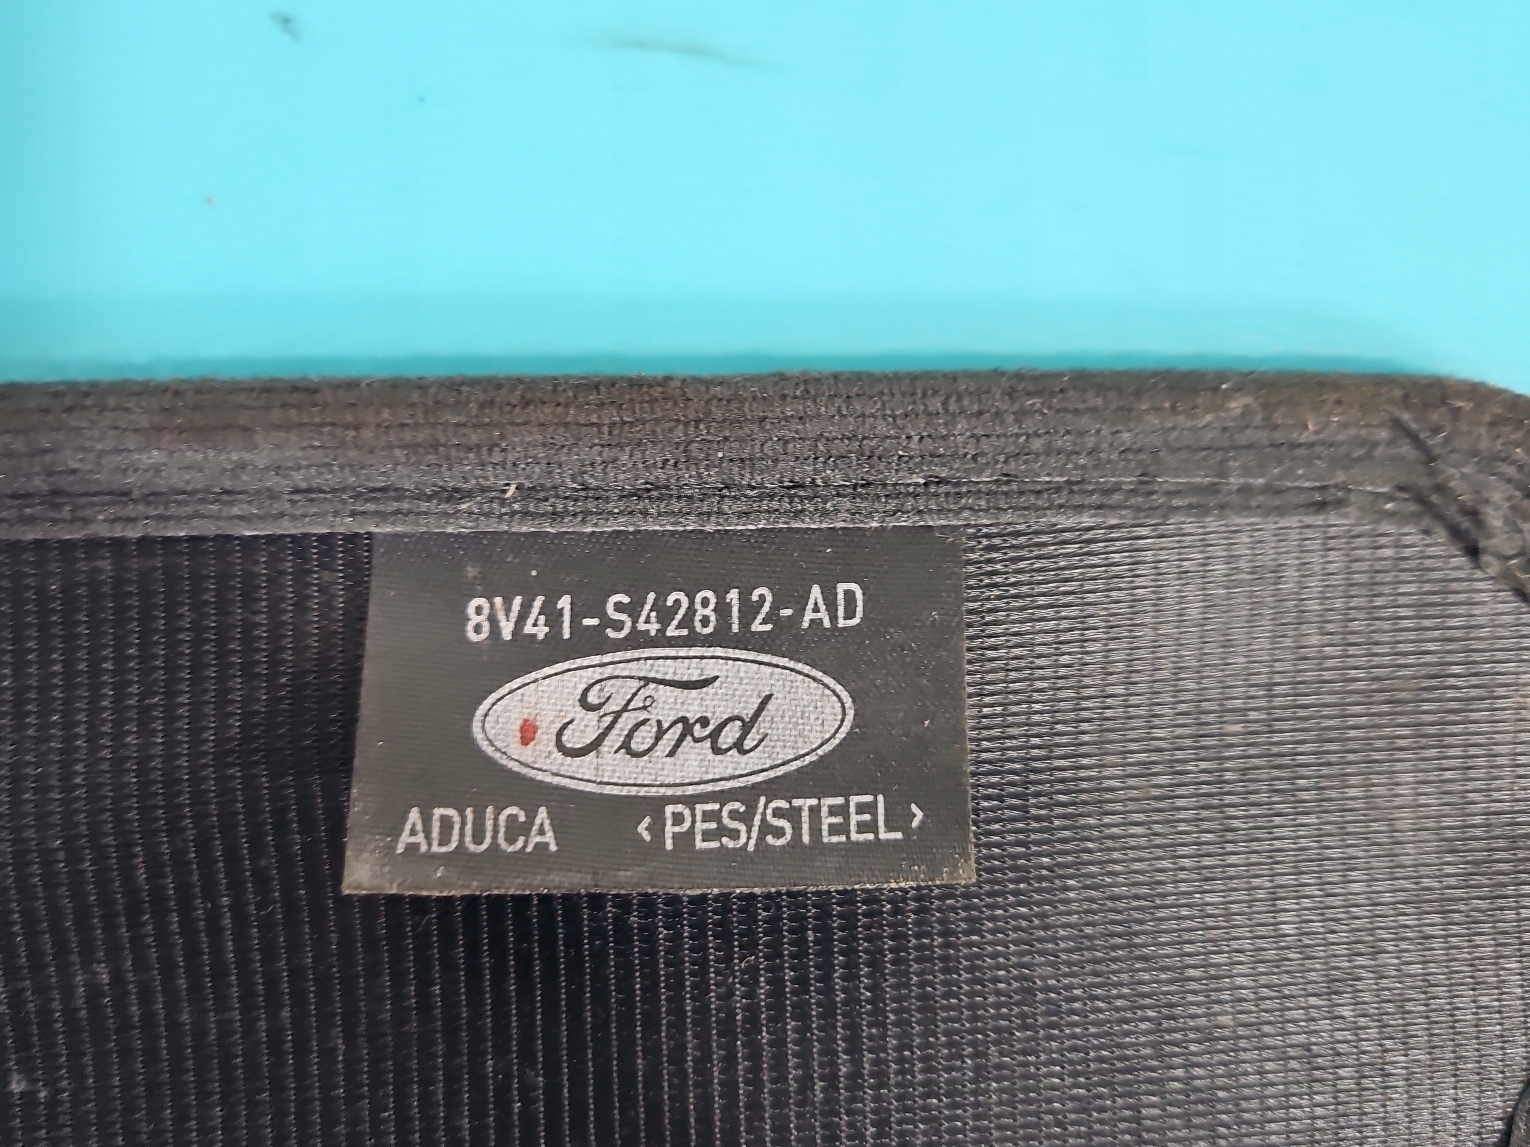 8V41-S42812-AD
Ford
ADUCA <PES/STEEL>